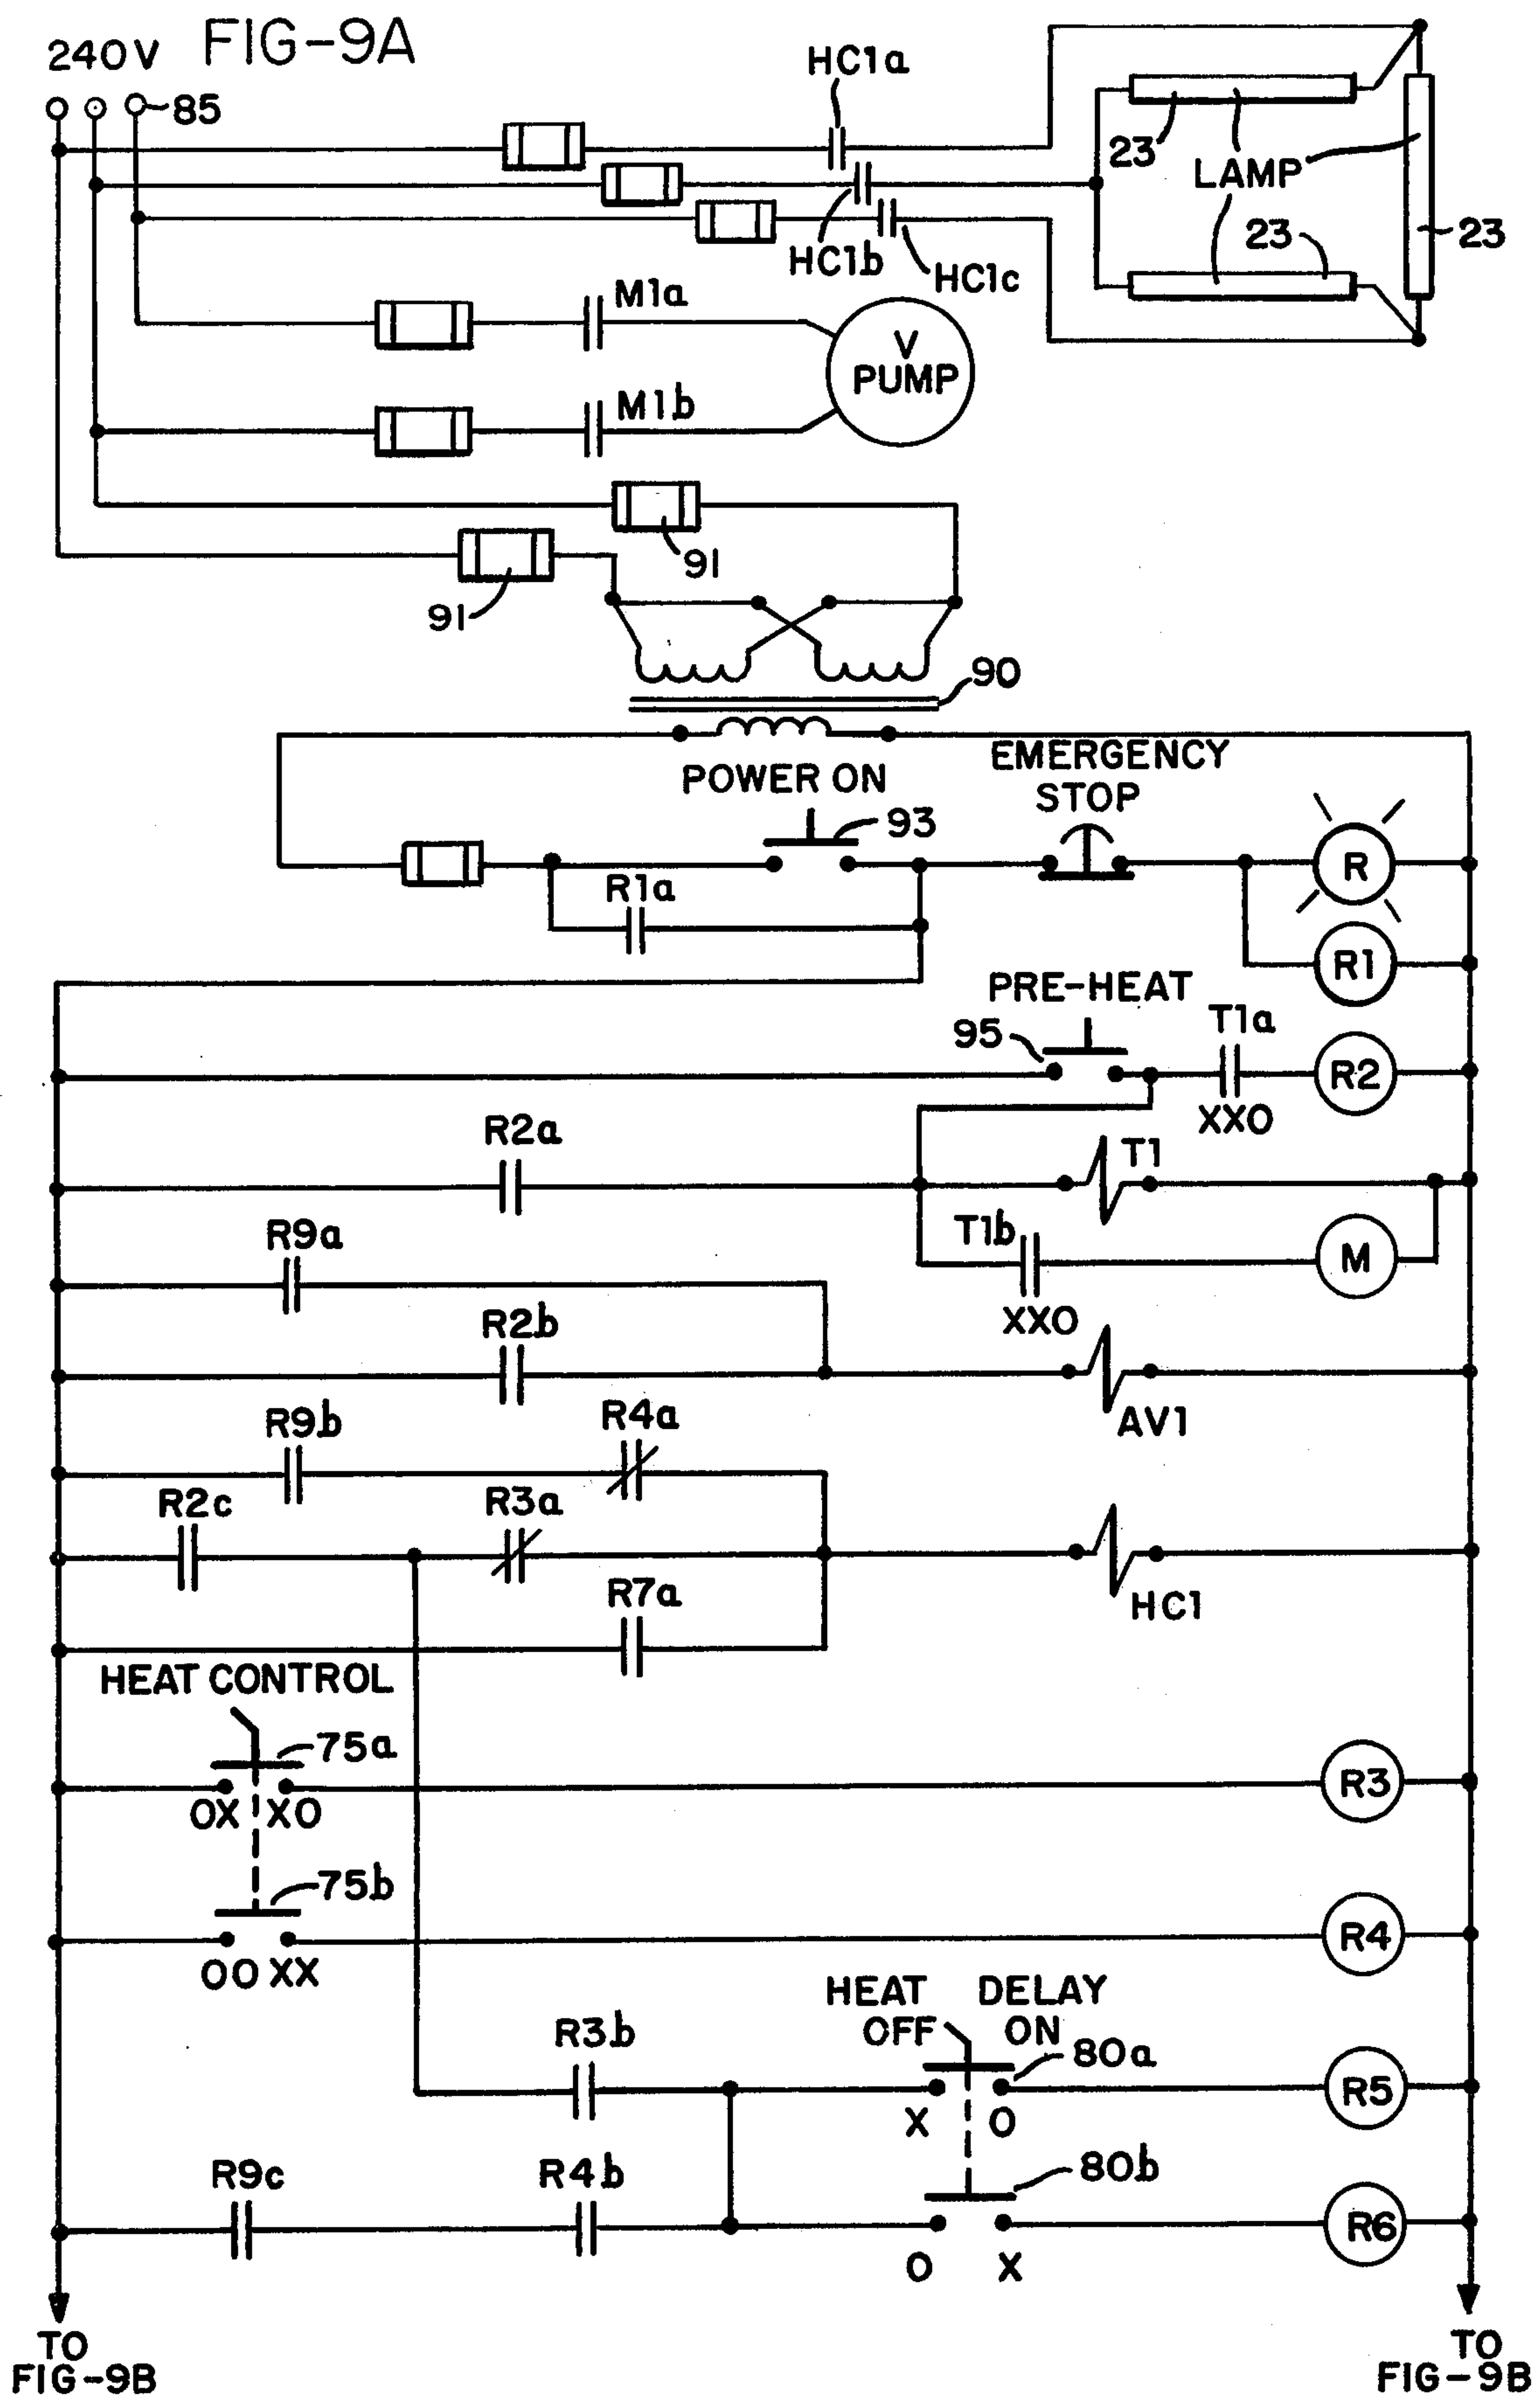 FIG-9A
240V
85
HC1a
23
LAMP
23
23
HC1b
HC1c
M1a
V
PUMP
M1b
91
91
90
POWER ON
EMERGENCY
STOP
93
R
R1a
R1
PRE-HEAT
95
T1a
R2
XXO
R2a
T1
R9a
T1b
M
XXO
R2b
AV1
R9b
R4a
R2c
R3a
HC1
R7a
HEAT CONTROL
75a
R3
OX XO
75b
R4
OO XX
HEAT DELAY
OFF ON
R3b
80a
R5
X O
R9c
R4b
80b
R6
O X
TO
FIG-9B
TO
FIG-9B